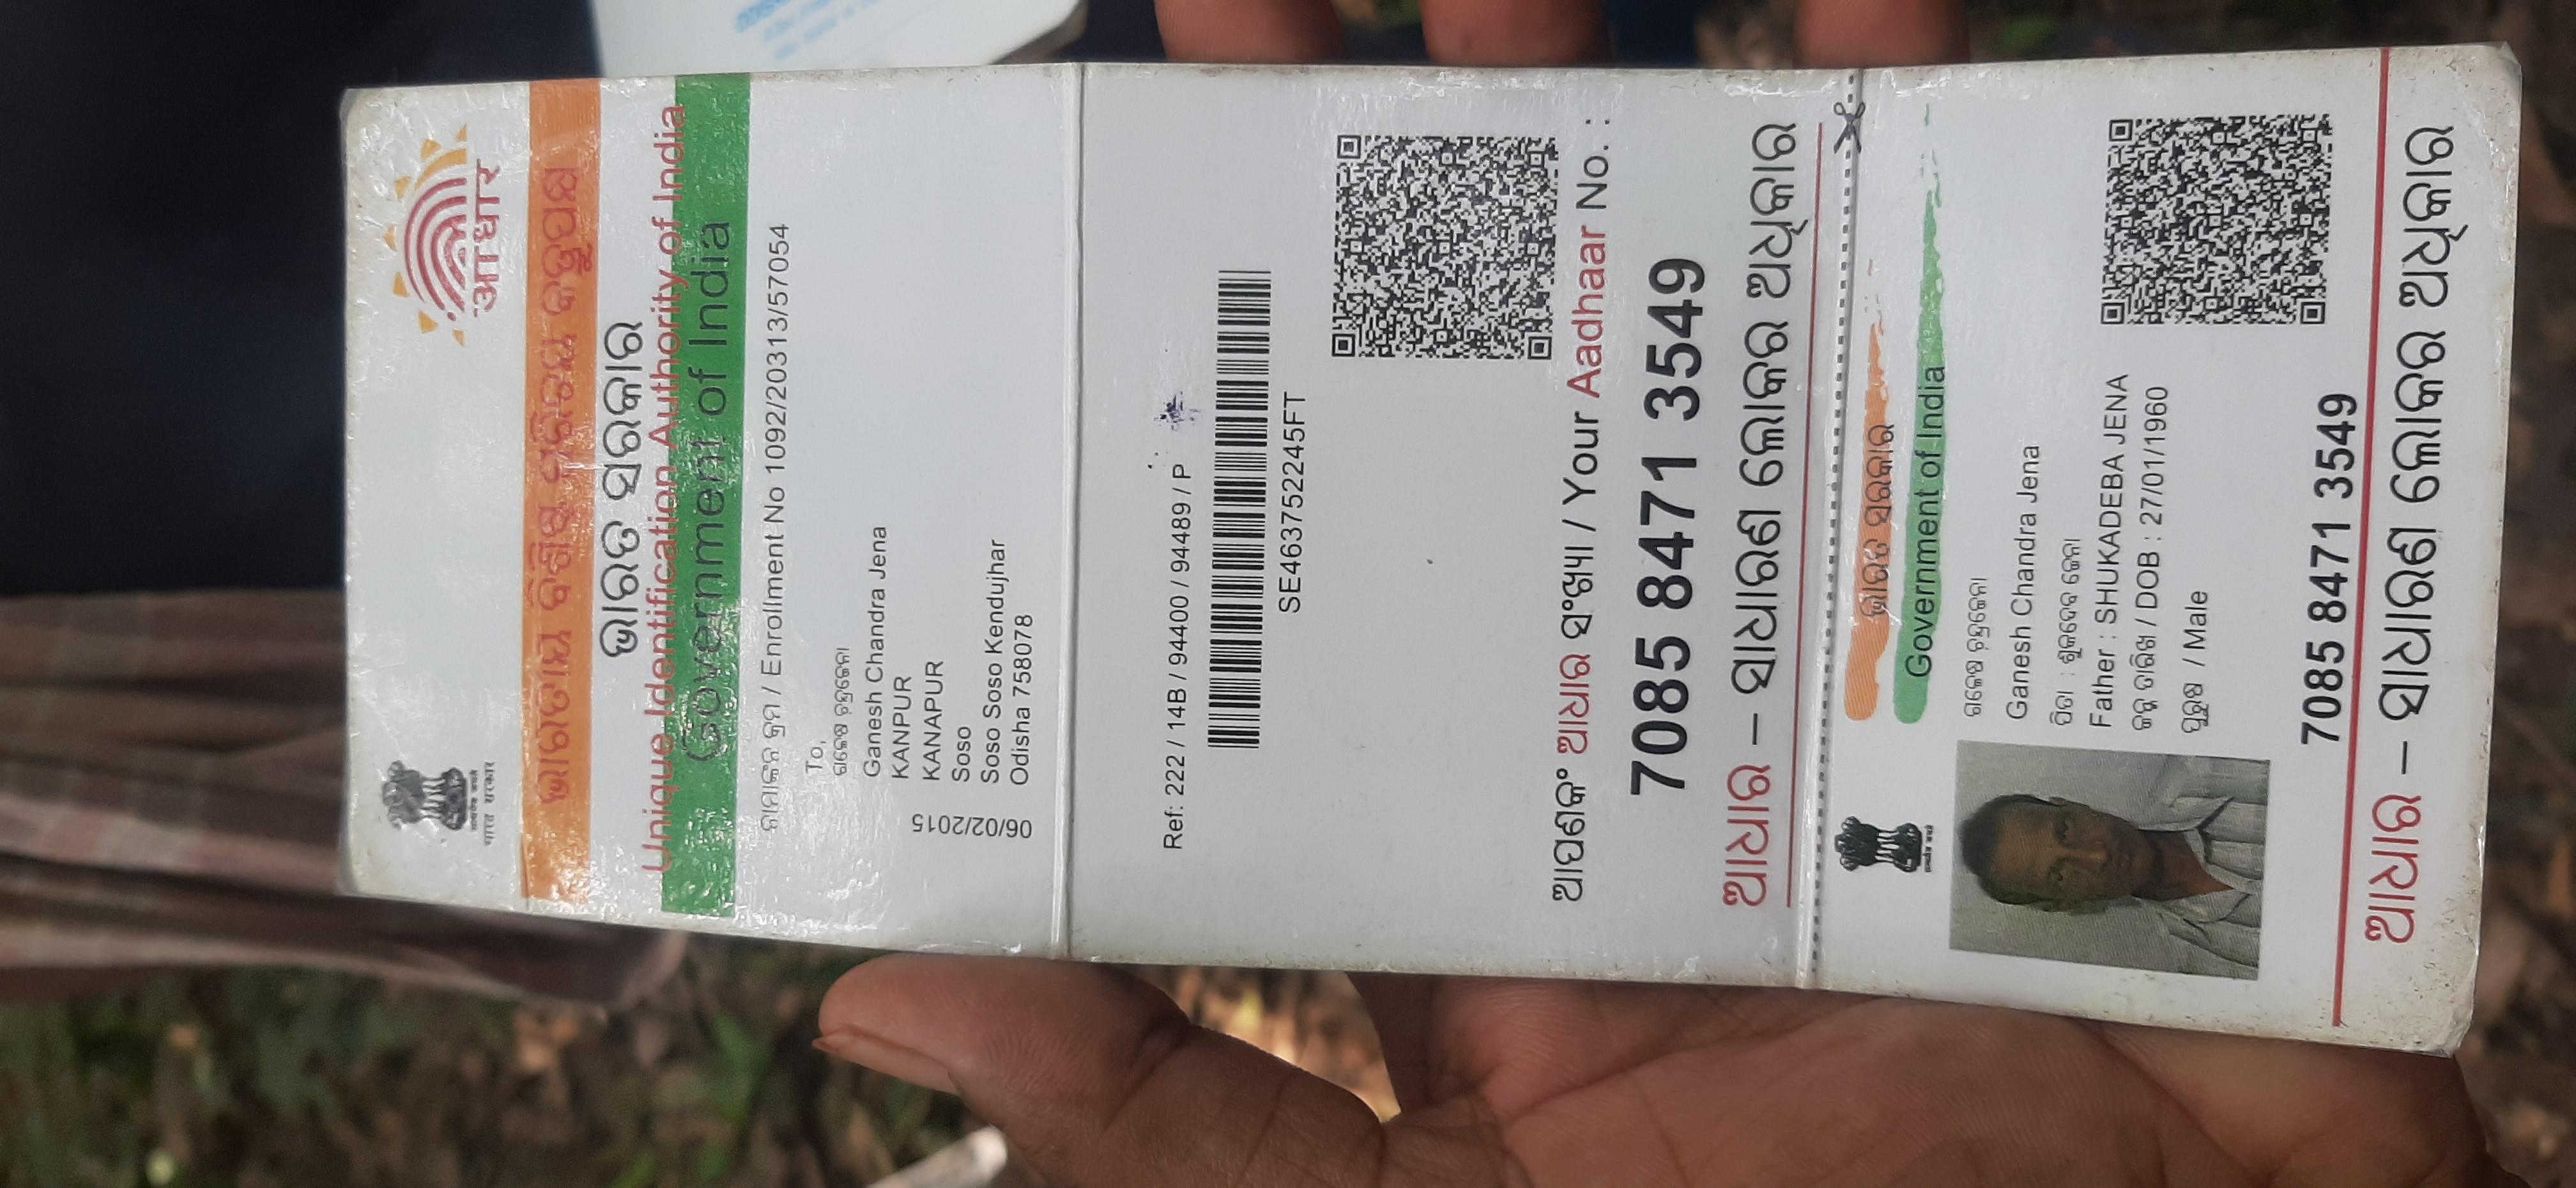 आधार
भारत सरकार
ଭାରତୀୟ ବିଶିଷ୍ଟ ପରିଚୟ
ଭାରତ ସରକାର
Unique Identification Authority of India
Government of India
/ Enrollment No 1092/20313/57054
To,
Ganesh Chandra Jena
KANPUR
KANAPUR
Soso
Soso Soso Kendujhar
Odisha 758078
06/02/2015
Ref: 222 / 14B / 94400 / 94489 / P
SE463752245FT
ଆପଣଙ୍କ ଆଧାର ସଂଖ୍ୟା / Your Aadhaar No. :
7085 8471 3549
ଆଧାର – ସାଧାରଣ ଲୋକର ଅଧିକାର
ଭାରତ ସରକାର
Government of India
Ganesh Chandra Jena
ପିତା : ଶୁକଦେବ ଜେନା
Father : SHUKADEBA JENA
ଜନ୍ମ ତାରିଖ / DOB : 27/01/1960
ପୁରୁଷ / Male
7085 8471 3549
ଆଧାର – ସାଧାରଣ ଲୋକର ଅଧିକାର